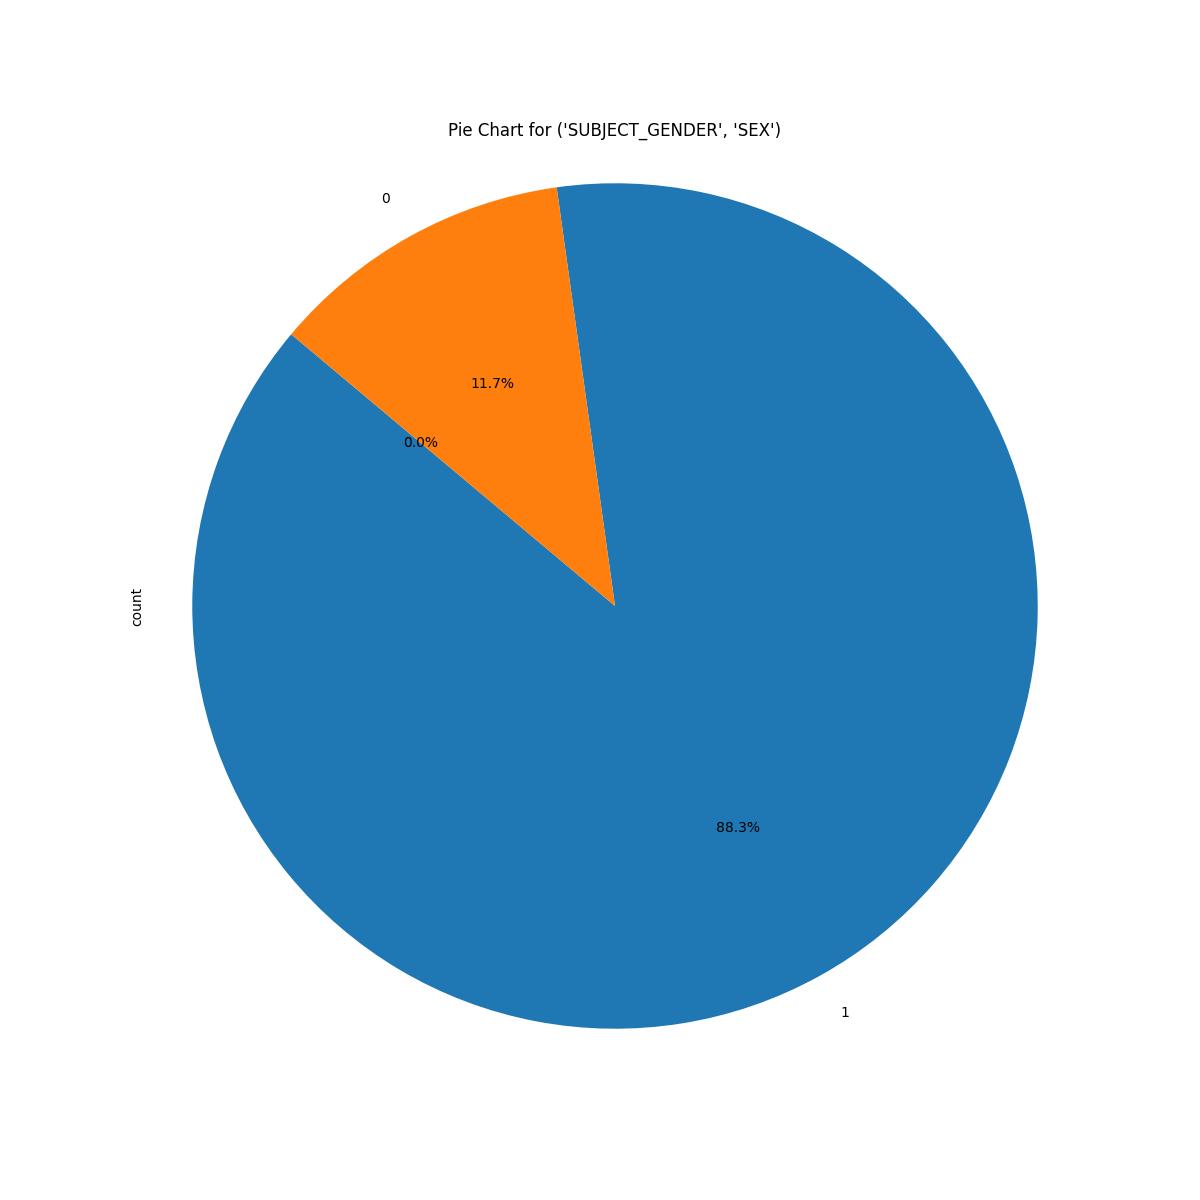 Pie Chart for ('SUBJECT_GENDER', 'SEX')
0
11.7%
0.0%
count
88.3%
1